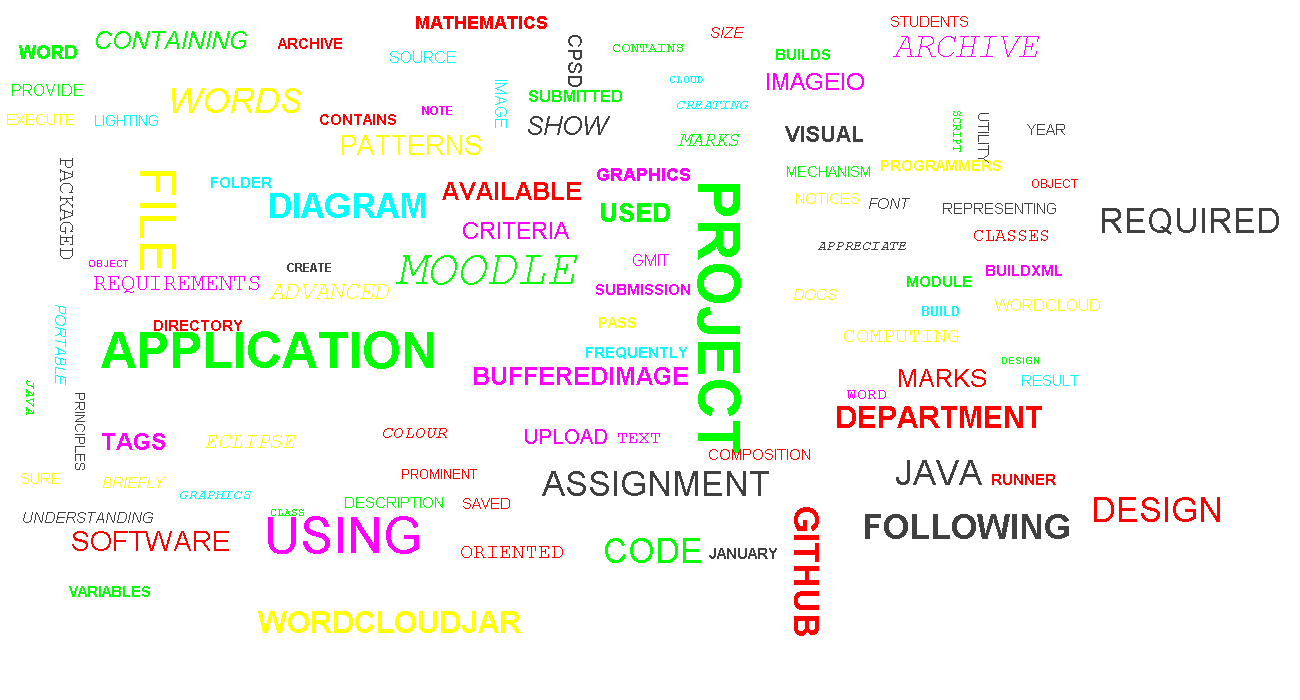 MATHEMATICS
STUDENTS
SIZE
CONTAINING
ARCHIVE
ARCHIVE
WORD
SOURCE
CONTAINS
CPSD
BUILDS
CLOUD
IMAGEIO
PROVIDE
WORDS
IMAGE
SUBMITTED
CREATING
NOTE
EXECUTE
LIGHTING
CONTAINS
SHOW
VISUAL
SCRIPT
UTILITY
YEAR
PATTERNS
MARKS
MECHANISM
PROGRAMMERS
PACKAGED
FILE
FOLDER
GRAPHICS
OBJECT
AVAILABLE
DIAGRAM
USED
PROJECT
NOTICES
FONT
REPRESENTING
REQUIRED
CRITERIA
CLASSES
APPRECIATE
OBJECT
CREATE
MOODLE
GMIT
BUILDXML
REQUIREMENTS
ADVANCED
SUBMISSION
MODULE
DOCS
WORDCLOUD
PORTABLE
DIRECTORY
PASS
BUILD
APPLICATION
FREQUENTLY
COMPUTING
DESIGN
BUFFEREDIMAGE
MARKS
RESULT
JAVA
PRINCIPLES
WORD
DEPARTMENT
TAGS
ECLIPSE
COLOUR
UPLOAD
TEXT
COMPOSITION
SURE
BRIEFLY
GRAPHICS
PROMINENT
ASSIGNMENT
JAVA
RUNNER
DESCRIPTION
SAVED
UNDERSTANDING
CLASS
DESIGN
SOFTWARE
USING
ORIENTED
CODE
JANUARY
GITHUB
FOLLOWING
VARIABLES
WORDCLOUDJAR